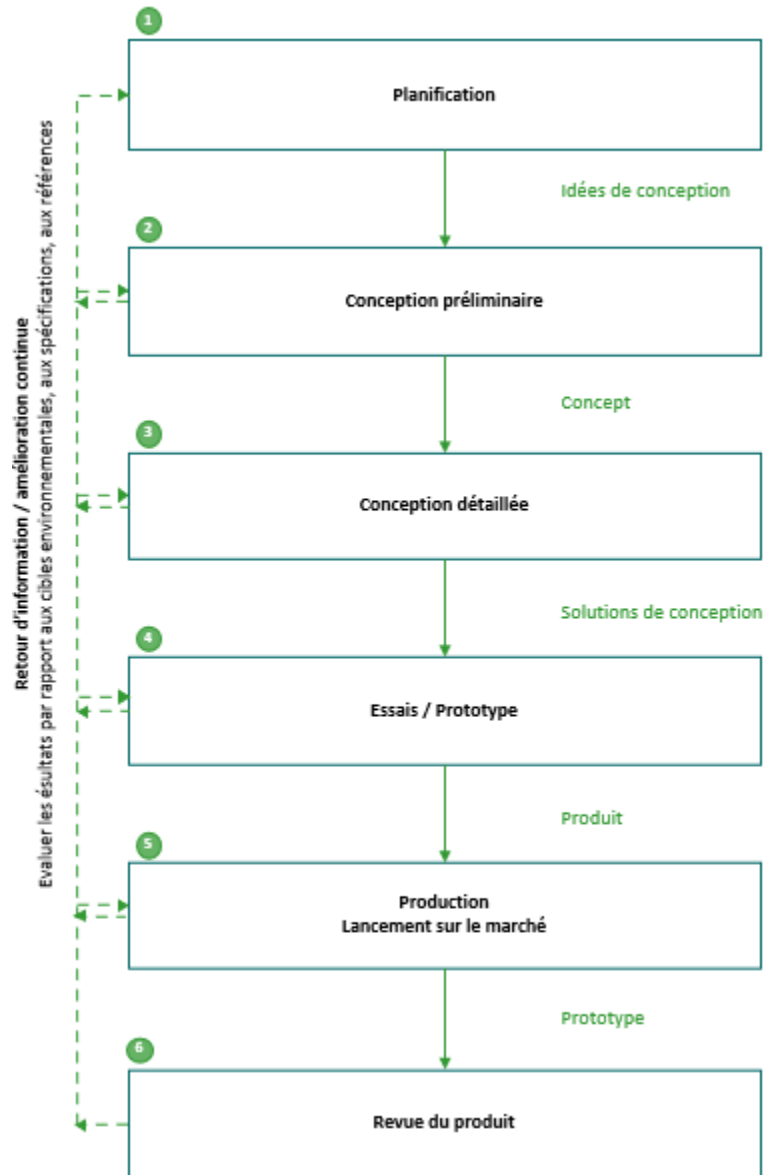 1
Planification
Idées de conception
2
Conception préliminaire
Concept
3
Conception détaillée
Solutions de conception
4
Essais / Prototype
Produit
5
Production
Lancement sur le marché
Prototype
6
Revue du produit
Retour d'information / amélioration continue
Evaluer les ésultats par rapport aux cibles environnementales, aux spécifications, aux références